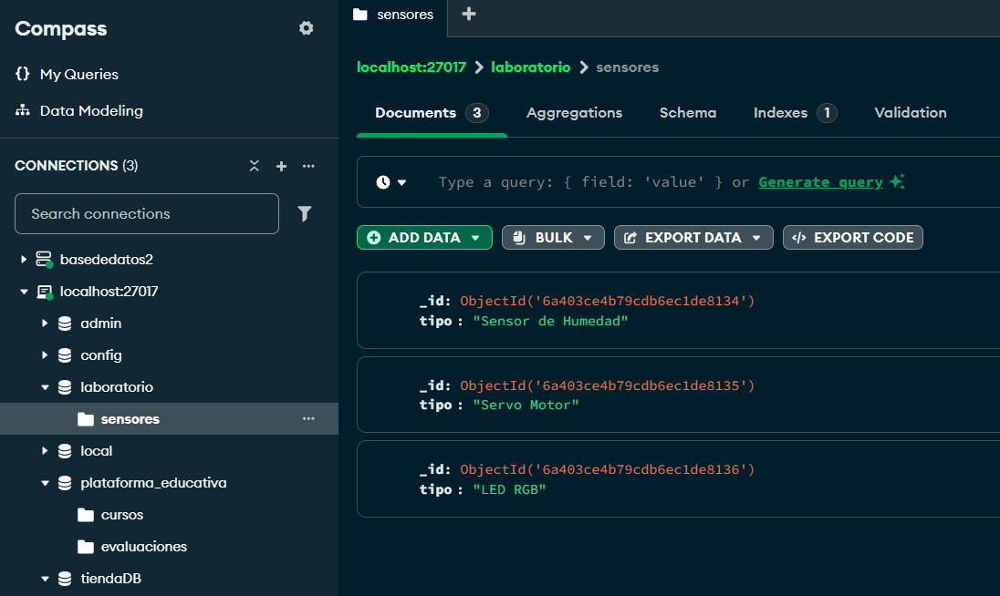 Compass
My Queries
Data Modeling
CONNECTIONS (3)
Search connections
basededatos2
localhost:27017
admin
config
laboratorio
sensores
local
plataforma_educativa
cursos
evaluaciones
tiendaDB
sensores
localhost:27017 > laboratorio > sensores
Documents 3 Aggregations Schema Indexes 1 Validation
Type a query: { field: 'value' } or Generate query
ADD DATA BULK EXPORT DATA </> EXPORT CODE
_id: ObjectId('6a403ce4b79cdb6ec1de8134')
tipo : "Sensor de Humedad"
_id: ObjectId('6a403ce4b79cdb6ec1de8135')
tipo : "Servo Motor"
_id: ObjectId('6a403ce4b79cdb6ec1de8136')
tipo : "LED RGB"